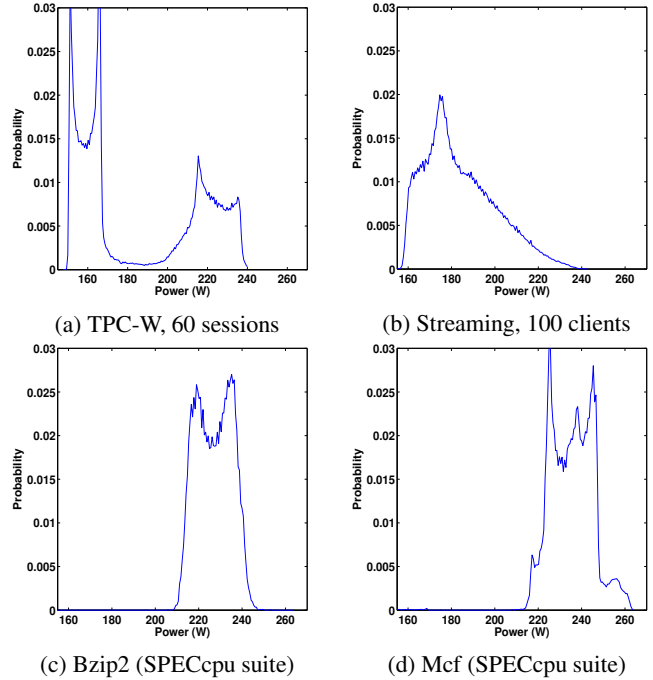 0.03
0.025
0.02
0.015
0.01
0.005
0
Probability
160 180 200 220 240 260
Power (W)
(a) TPC-W, 60 sessions
0.03
0.025
0.02
0.015
0.01
0.005
0
Probability
160 180 200 220 240 260
Power (W)
(b) Streaming, 100 clients
0.03
0.025
0.02
0.015
0.01
0.005
0
Probability
160 180 200 220 240 260
Power (W)
(c) Bzip2 (SPECcpu suite)
0.03
0.025
0.02
0.015
0.01
0.005
0
Probability
160 180 200 220 240 260
Power (W)
(d) Mcf (SPECcpu suite)